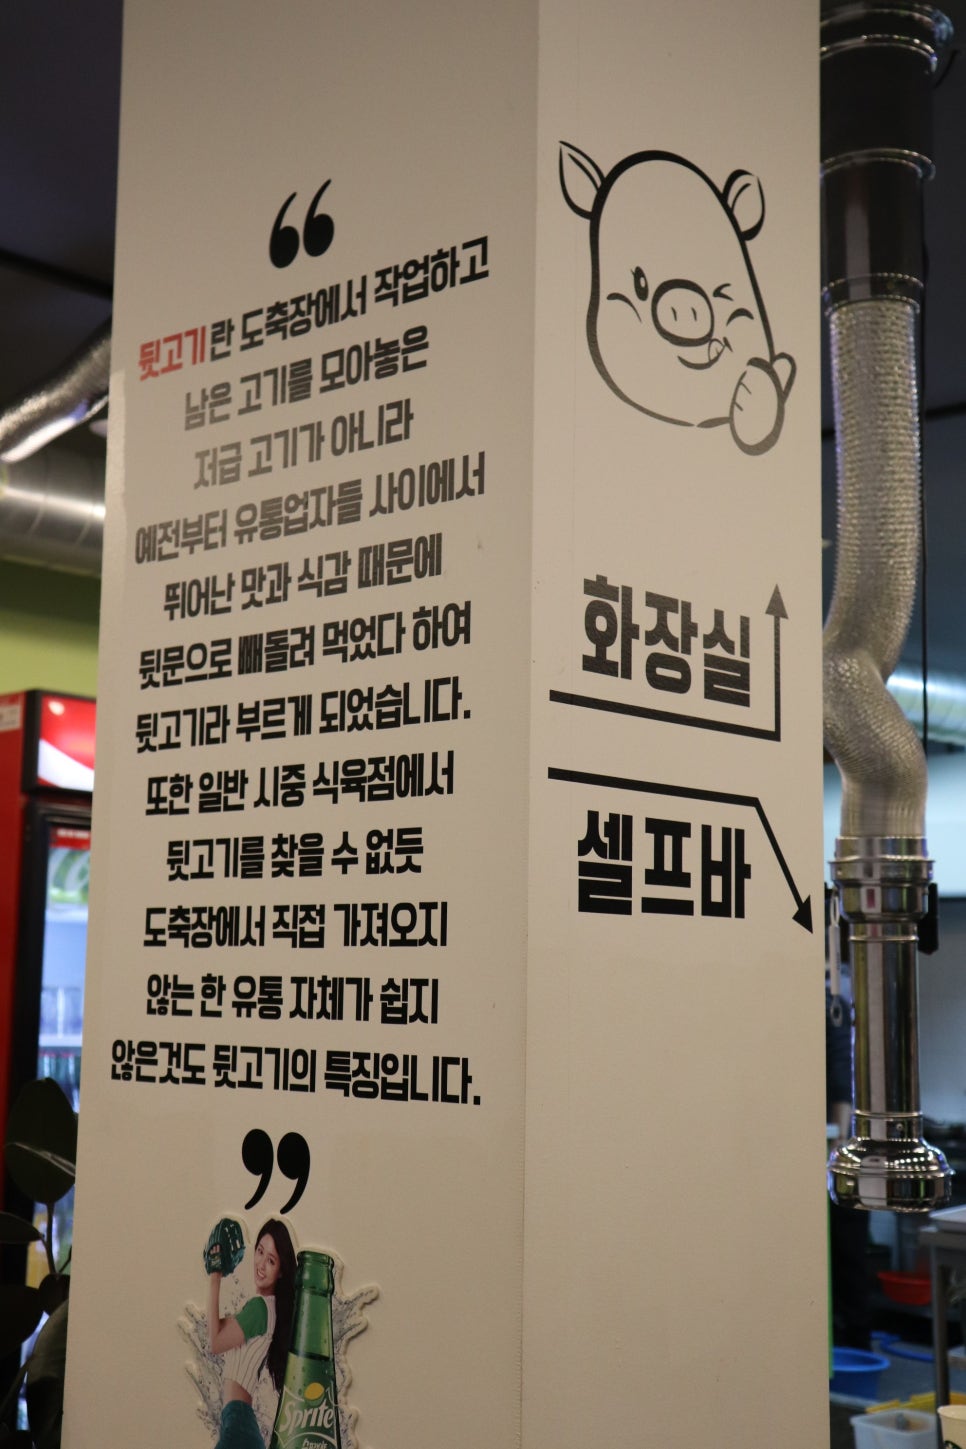 “
뒷고기란 도축장에서 작업하고
남은 고기를 모아놓은
저급 고기가 아니라
예전부터 유통업자들 사이에서
뛰어난 맛과 식감 때문에
뒷문으로 빼돌려 먹었다 하여
뒷고기라 부르게 되었습니다.
또한 일반 시중 식육점에서
뒷고기를 찾을 수 없듯
도축장에서 직접 가져오지
않는 한 유통 자체가 쉽지
않은것도 뒷고기의 특징입니다.
”
화장실
셀프바
Sprite